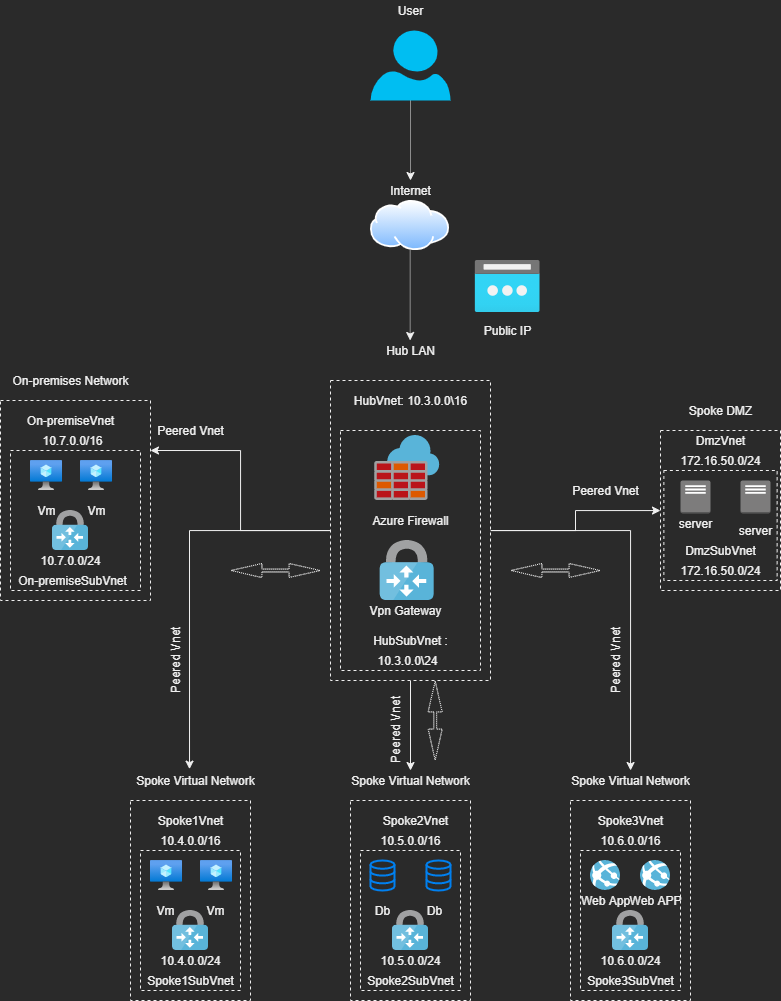 User
Internet
Public IP
Hub LAN
On-premises Network
HubVnet: 10.3.0.0\16
Spoke DMZ
On-premiseVnet
10.7.0.0/16
Peered Vnet
DmzVnet
172.16.50.0/24
Vm
Vm
10.7.0.0/24
On-premiseSubVnet
Azure Firewall
Vpn Gateway
HubSubVnet :
10.3.0.0\24
Peered Vnet
server
server
DmzSubVnet
172.16.50.0/24
Peered Vnet
Peered Vnet
Peered Vnet
Spoke Virtual Network
Spoke1Vnet
10.4.0.0/16
Vm
Vm
10.4.0.0/24
Spoke1SubVnet
Spoke Virtual Network
Spoke2Vnet
10.5.0.0/16
Db
Db
10.5.0.0/24
Spoke2SubVnet
Spoke Virtual Network
Spoke3Vnet
10.6.0.0/16
Web App
Web APP
10.6.0.0/24
Spoke3SubVnet